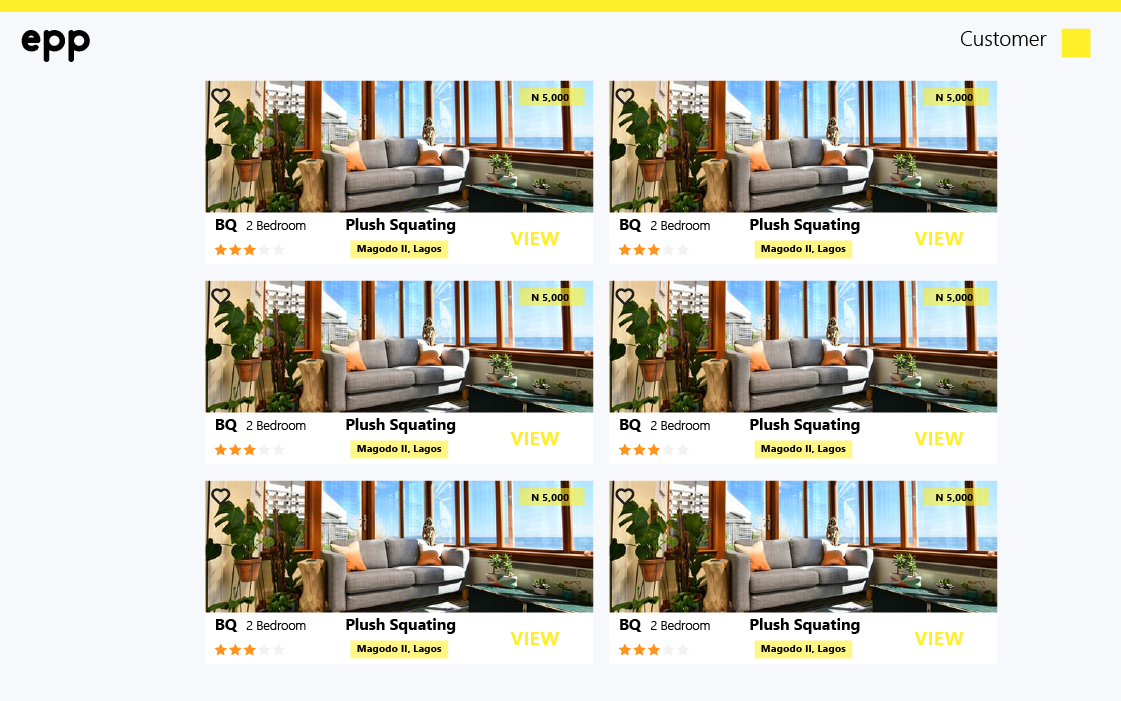 epp
Customer
N 5,000
N 5,000
BQ 2 Bedroom Plush Squating
VIEW
Magodo II, Lagos
BQ 2 Bedroom Plush Squating
VIEW
Magodo II, Lagos
N 5,000
N 5,000
BQ 2 Bedroom Plush Squating
VIEW
Magodo II, Lagos
BQ 2 Bedroom Plush Squating
VIEW
Magodo II, Lagos
N 5,000
N 5,000
BQ 2 Bedroom Plush Squating
VIEW
Magodo II, Lagos
BQ 2 Bedroom Plush Squating
VIEW
Magodo II, Lagos